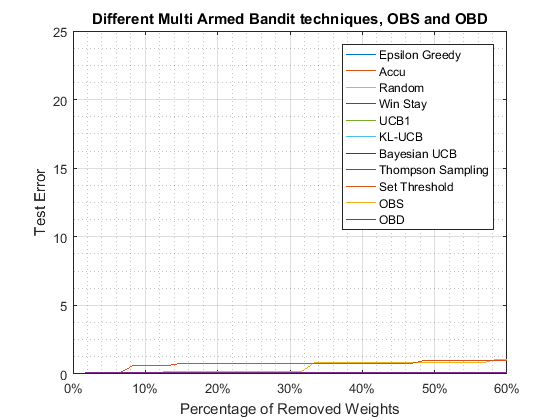 Different Multi Armed Bandit techniques, OBS and OBD
25
20
15
10
5
0
Test Error
Epsilon Greedy
Accu
Random
Win Stay
UCB1
KL-UCB
Bayesian UCB
Thompson Sampling
Set Threshold
OBS
OBD
0% 10% 20% 30% 40% 50% 60%
Percentage of Removed Weights